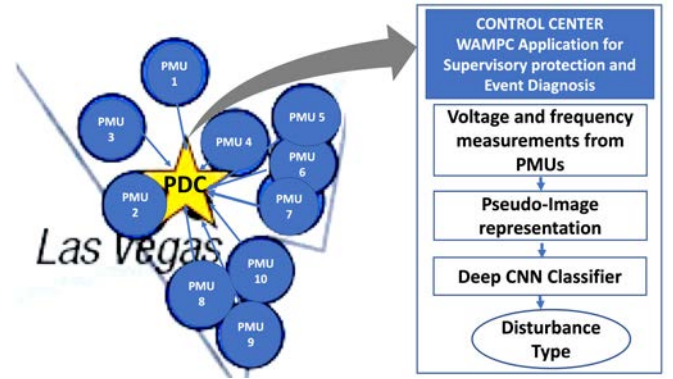 PMU
1
PMU
3
PMU 4
PMU 5
PMU
6
PDC
PMU
2
PMU
7
Las Vegas
PMU
10
PMU
8
PMU
9
CONTROL CENTER
WAMPC Application for
Supervisory protection and
Event Diagnosis
Voltage and frequency
measurements from
PMUs
Pseudo-Image
representation
Deep CNN Classifier
Disturbance
Type